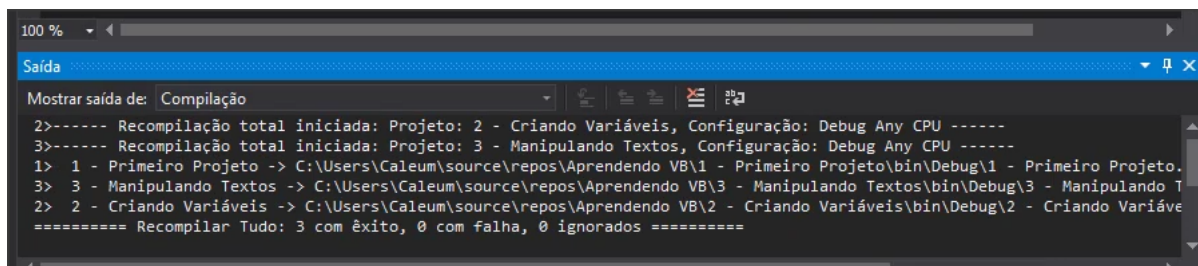 100 %
Saída
Mostrar saída de: Compilação
2>------ Recompilação total iniciada: Projeto: 2 - Criando Variáveis, Configuração: Debug Any CPU ------
3>------ Recompilação total iniciada: Projeto: 3 - Manipulando Textos, Configuração: Debug Any CPU ------
1>  1 - Primeiro Projeto -> C:\Users\Caleum\source\repos\Aprendendo VB\1 - Primeiro Projeto\bin\Debug\1 - Primeiro Projeto.
3>  3 - Manipulando Textos -> C:\Users\Caleum\source\repos\Aprendendo VB\3 - Manipulando Textos\bin\Debug\3 - Manipulando T
2>  2 - Criando Variáveis -> C:\Users\Caleum\source\repos\Aprendendo VB\2 - Criando Variáveis\bin\Debug\2 - Criando Variáve
========== Recompilar Tudo: 3 com êxito, 0 com falha, 0 ignorados ==========